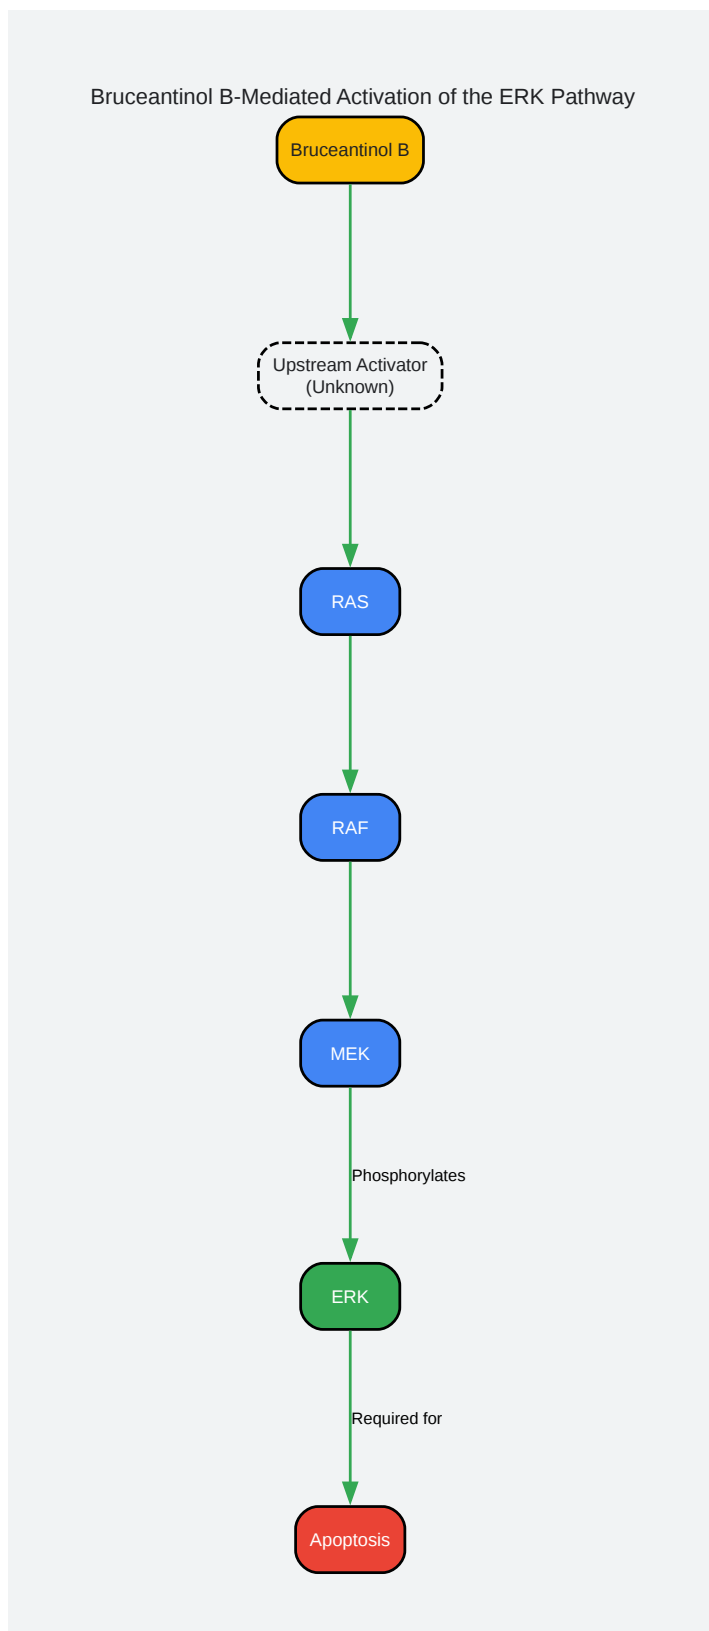 Bruceantinol B-Mediated Activation of the ERK Pathway
Bruceantinol B
Upstream Activator
(Unknown)
RAS
RAF
MEK
Phosphorylates
ERK
Required for
Apoptosis